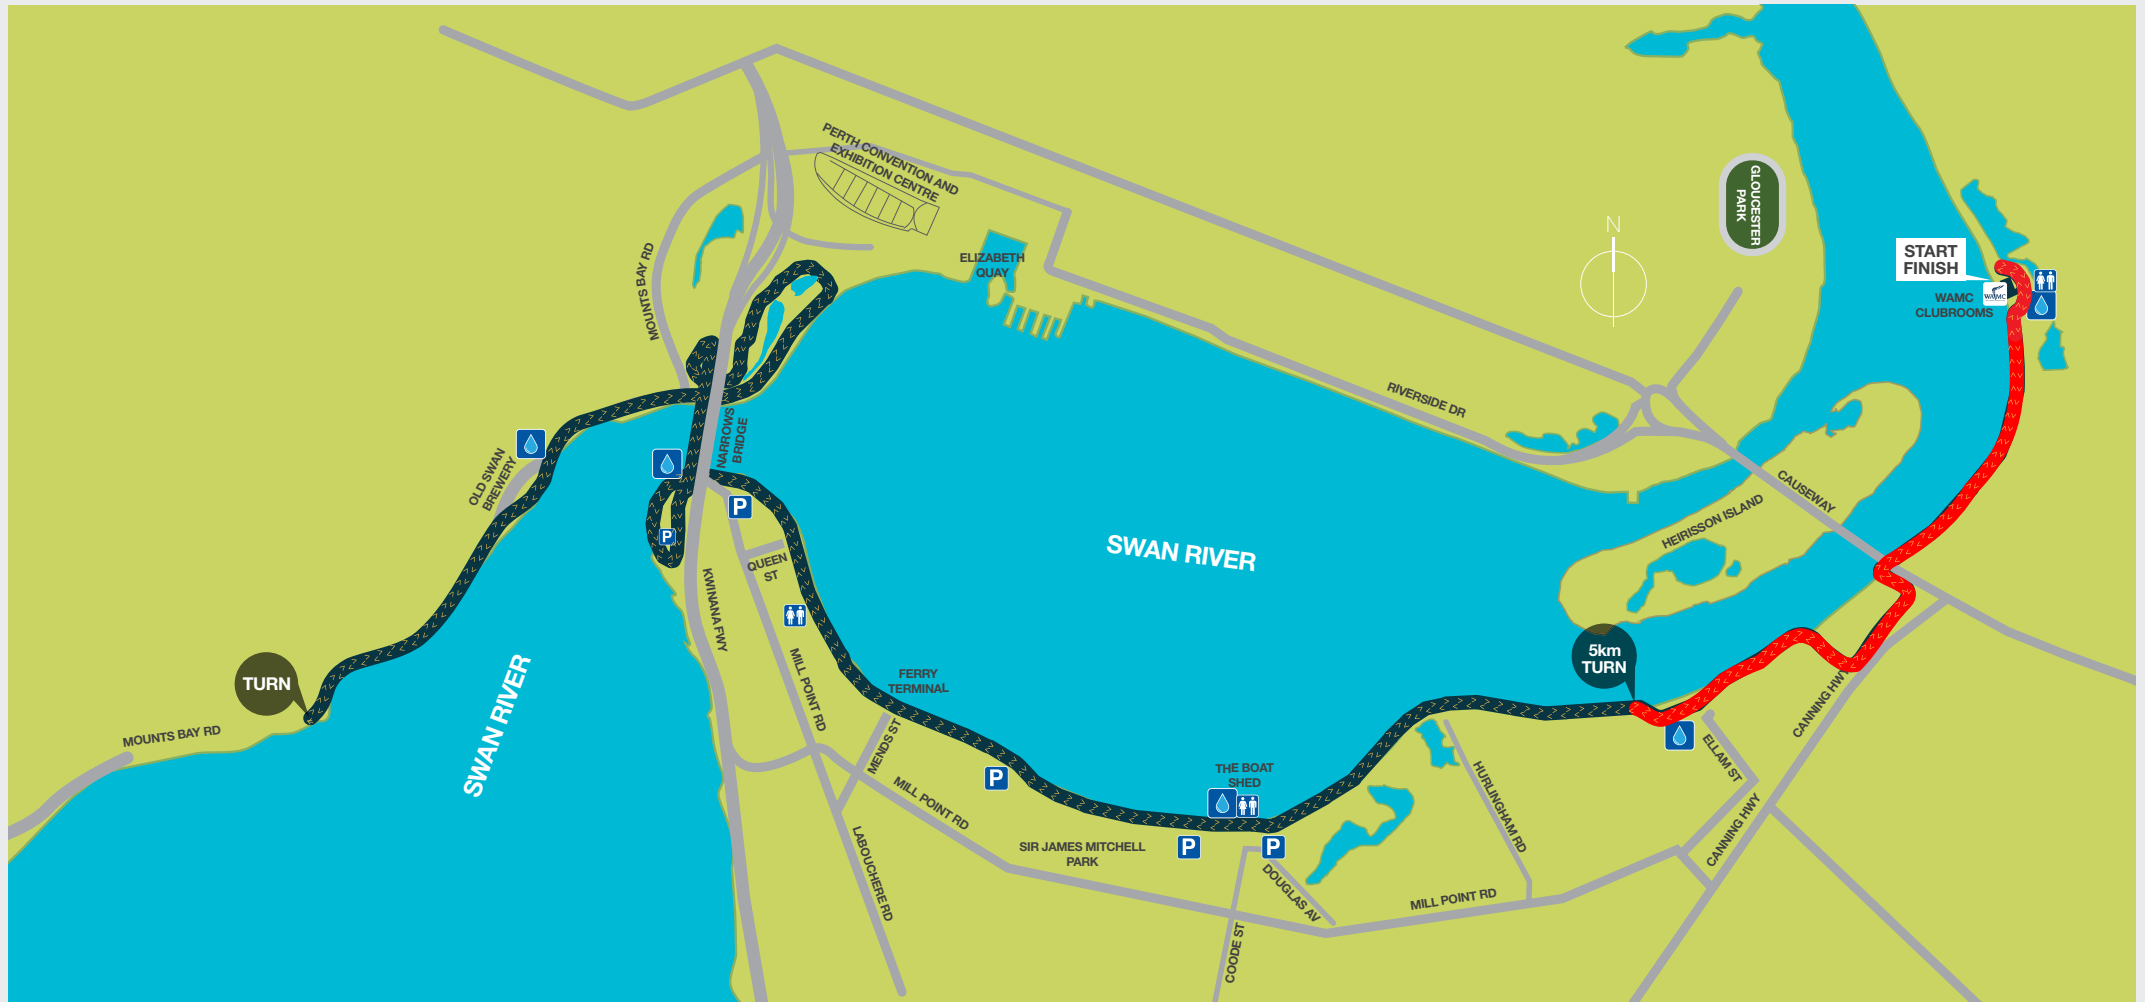 PERTH CONVENTION AND
EXHIBITION CENTRE
GLOUCESTER
PARK
N
START
FINISH
ELIZABETH
QUAY
MOUNTS BAY RD
WAMC
CLUBROOMS
WAMC
RIVERSIDE DR
NARROWS
BRIDGE
OLD SWAN
BREWERY
CAUSEWAY
HEIRISSON ISLAND
P
P
SWAN RIVER
QUEEN
ST
KWINANA FWY
5km
TURN
TURN
MILL POINT RD
FERRY
TERMINAL
SWAN RIVER
MOUNTS BAY RD
MENDS ST
CANNING HWY
ELLAM ST
P
THE BOAT
SHED
MILL POINT RD
HURLINGHAM RD
CANNING HWY
LABOUCHERE RD
SIR JAMES MITCHELL
PARK
P
P
DOUGLAS AV
MILL POINT RD
COODE ST